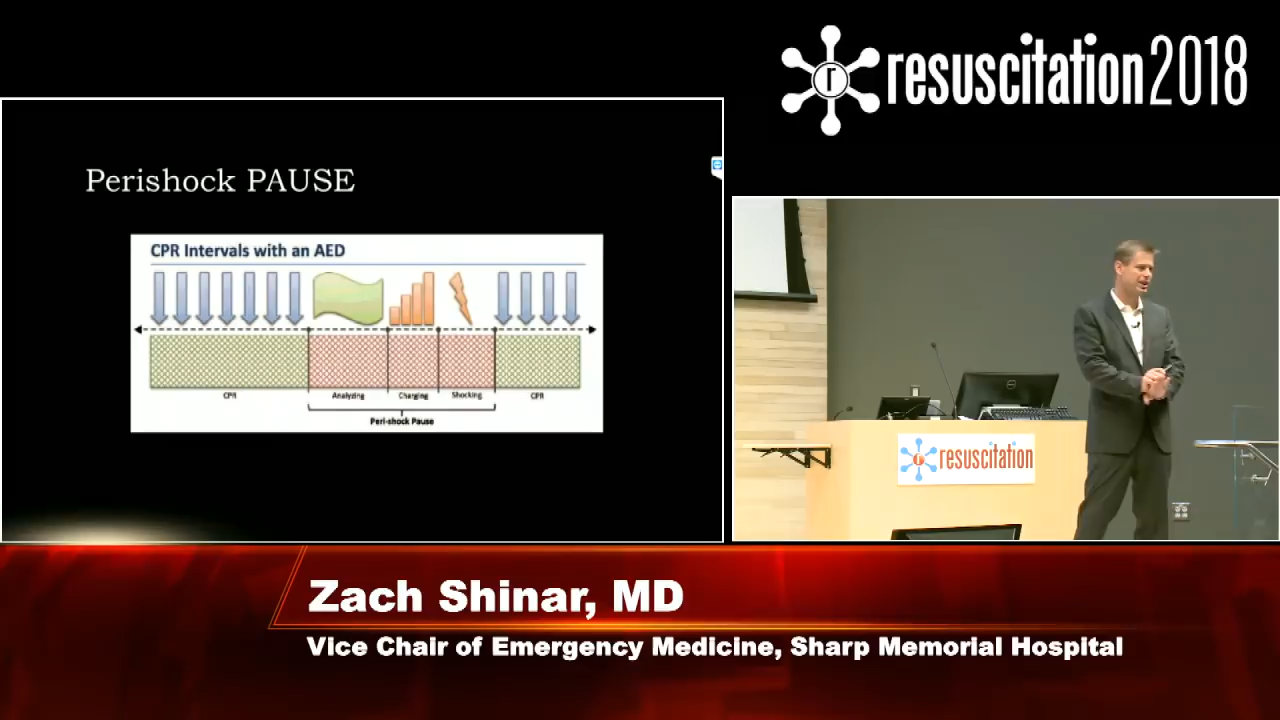 resuscitation2018
Perishock PAUSE
CPR Intervals with an AED
CPR
Analyzing
Charging
Shocking
CPR
Peri-shock Pause
resuscitation
Zach Shinar, MD
Vice Chair of Emergency Medicine, Sharp Memorial Hospital